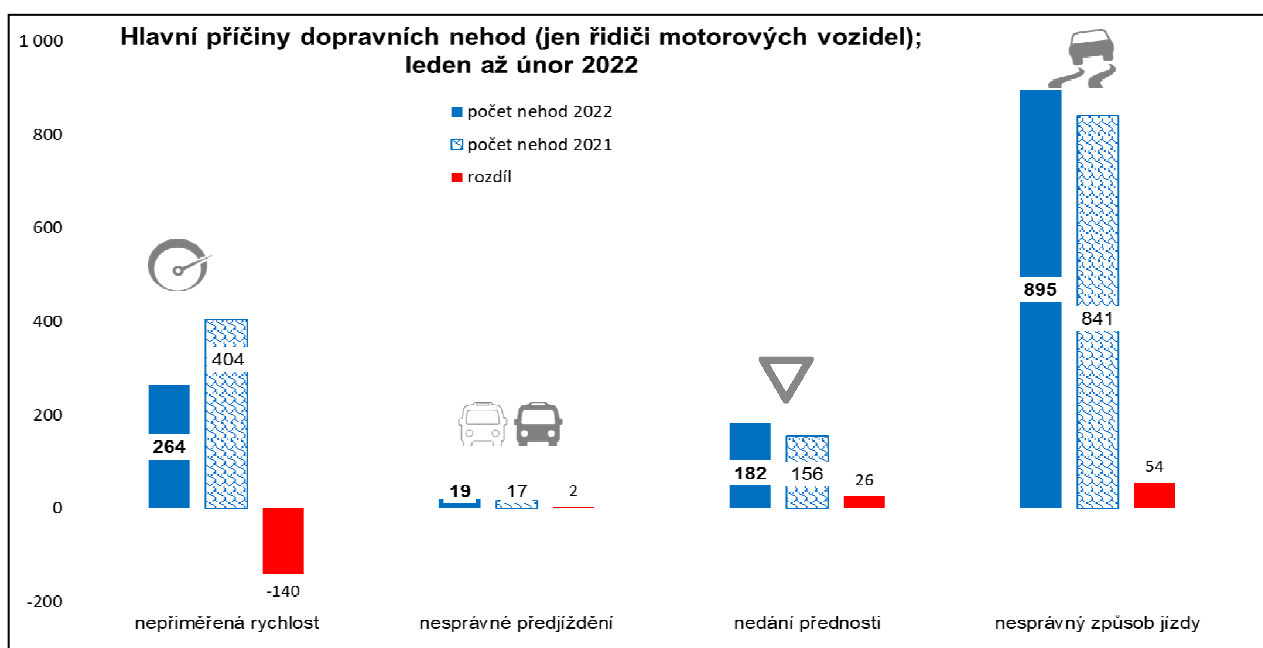 Hlavní příčiny dopravních nehod (jen řidiči motorových vozidel);
leden až únor 2022
počet nehod 2022
počet nehod 2021
rozdíl
1 000
800
600
400
200
0
-200
264
404
-140
19
17
2
182
156
26
895
841
54
nepřiměřená rychlost
nesprávné předjíždění
nedání přednosti
nesprávný způsob jízdy